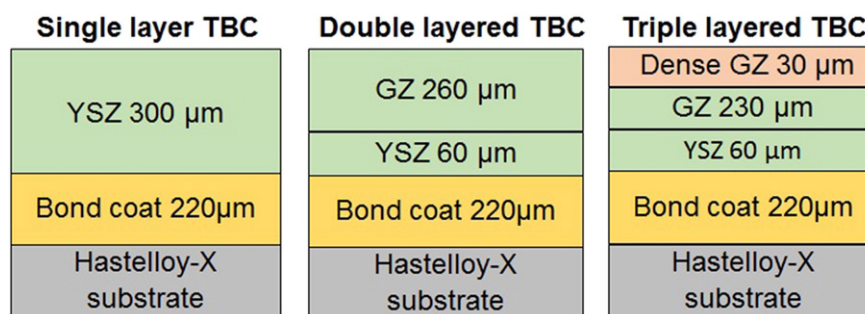 Single layer TBC
YSZ 300 µm
Bond coat 220µm
Hastelloy-X
substrate
Double layered TBC
GZ 260 µm
YSZ 60 µm
Bond coat 220µm
Hastelloy-X
substrate
Triple layered TBC
Dense GZ 30 µm
GZ 230 µm
YSZ 60 µm
Bond coat 220µm
Hastelloy-X
substrate